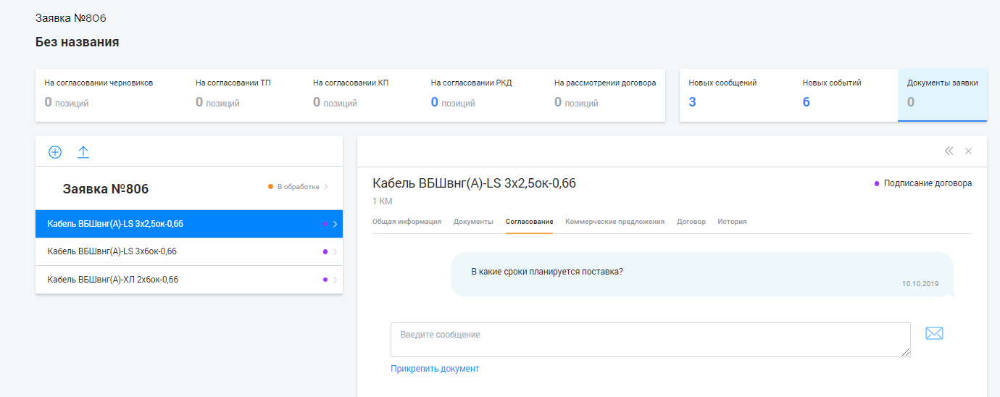 Заявка №806
Без названия
На согласовании черновиков
0 позиций
На согласовании ТП
0 позиций
На согласовании КП
0 позиций
На согласовании РКД
0 позиций
На рассмотрении договора
0 позиций
Новых сообщений
3
Новых событий
6
Документы заявки
0
Заявка №806
В обработке
Кабель ВБШвнг(А)-LS 3х2,5ок-0,66
Кабель ВБШвнг(А)-LS 3х6ок-0,66
Кабель ВБШвнг(А)-ХЛ 2х6ок-0,66
Кабель ВБШвнг(А)-LS 3х2,5ок-0,66
Подписание договора
1 КМ
Общая информация Документы Согласование Коммерческие предложения Договор История
В какие сроки планируется поставка?
10.10.2019
Введите сообщение
Прикрепить документ